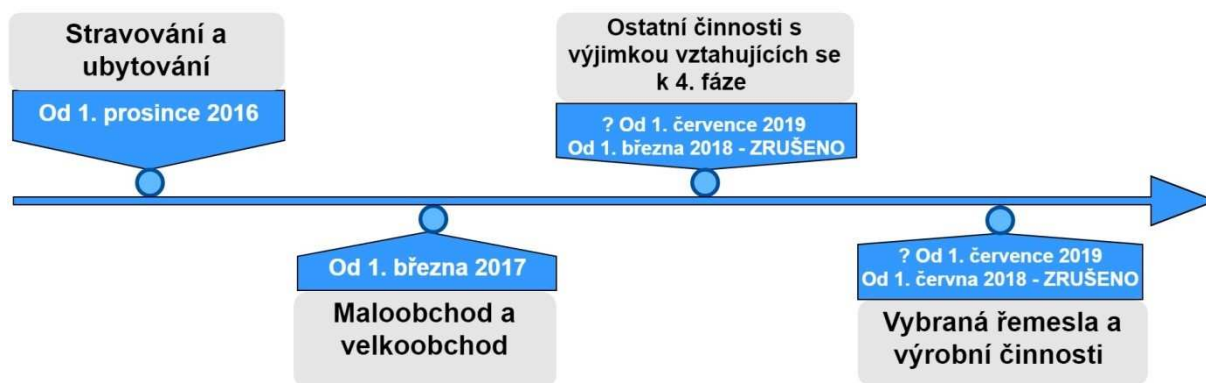 Stravování a
ubytování
Od 1. prosince 2016
Od 1. března 2017
Maloobchod a
velkoobchod
Ostatní činnosti s
výjimkou vztahujících se
k 4. fáze
? Od 1. července 2019
Od 1. března 2018 - ZRUŠENO
? Od 1. července 2019
Od 1. června 2018 - ZRUŠENO
Vybraná řemesla a
výrobní činnosti